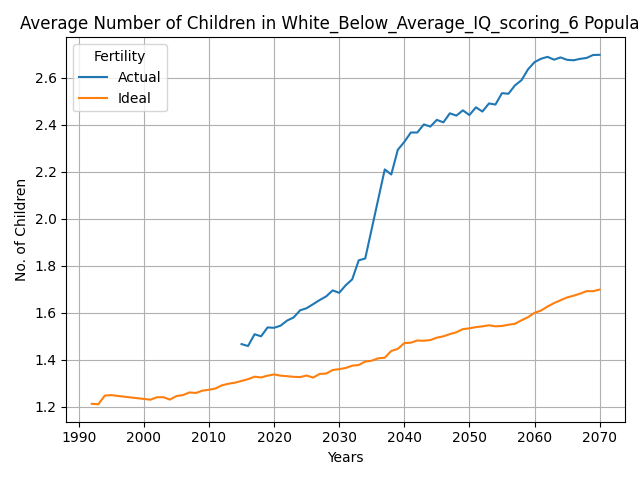 Average Number of Children in White_Below_Average_IQ_scoring_6 Popula
Fertility
Actual
Ideal
No. of Children
2.6
2.4
2.2
2.0
1.8
1.6
1.4
1.2
1990 2000 2010 2020 2030 2040 2050 2060 2070
Years